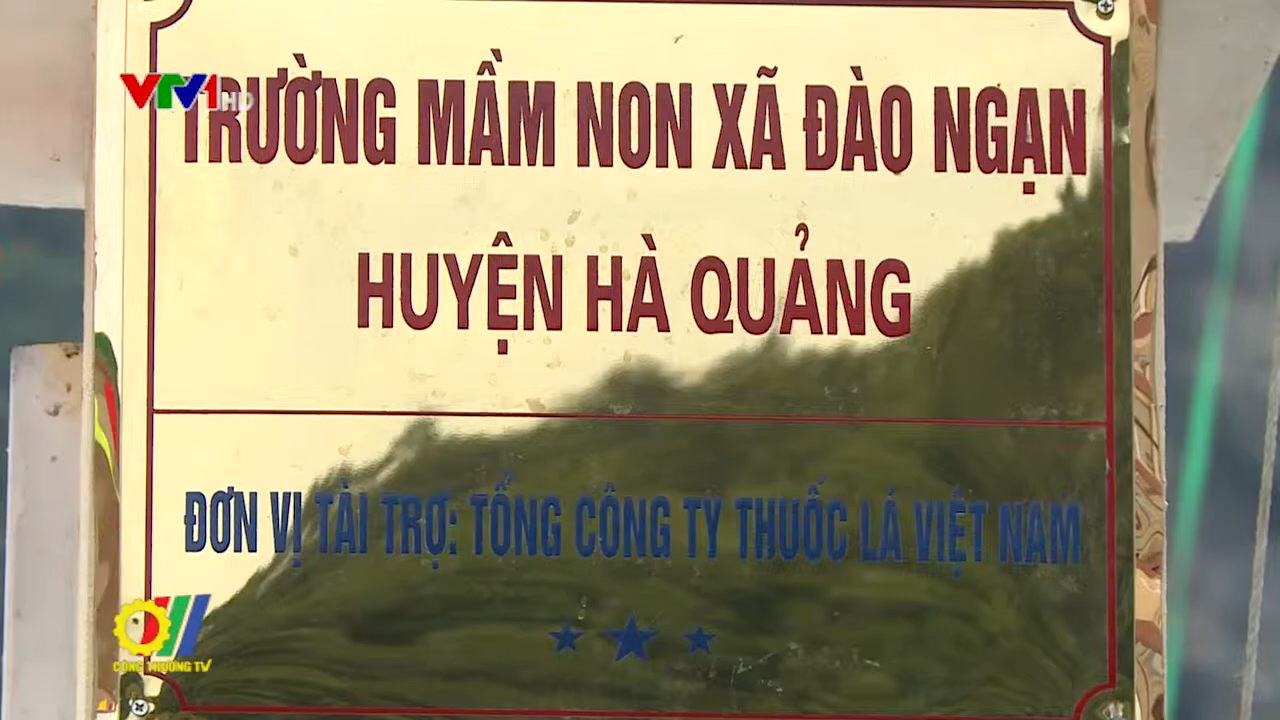 VTV1 HD
TRƯỜNG MẦM NON XÃ ĐÀO NGẠN
HUYỆN HÀ QUẢNG
ĐƠN VỊ TÀI TRỢ: TỔNG CÔNG TY THUỐC LÁ VIỆT NAM
CÔNG THƯƠNG TV